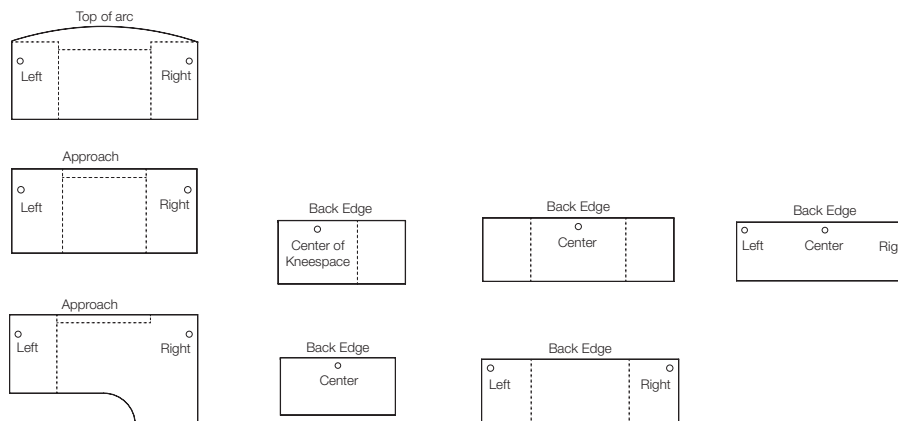 Top of arc
Left
Right
Approach
Left
Right
Back Edge
Center of
Kneespace
Back Edge
Center
Back Edge
Left
Center
Approach
Left
Right
Back Edge
Center
Back Edge
Left
Right